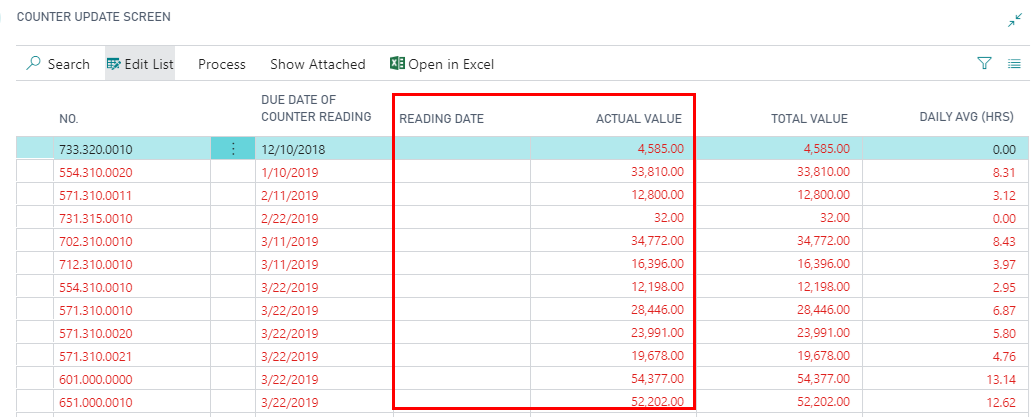 COUNTER UPDATE SCREEN
Search Edit List Process Show Attached Open in Excel
NO. DUE DATE OF COUNTER READING READING DATE ACTUAL VALUE TOTAL VALUE DAILY AVG (HRS)
733.320.0010 12/10/2018 4,585.00 4,585.00 0.00
554.310.0020 1/10/2019 33,810.00 33,810.00 8.31
571.310.0011 2/11/2019 12,800.00 12,800.00 3.12
731.315.0010 2/22/2019 32.00 32.00 0.00
702.310.0010 3/11/2019 34,772.00 34,772.00 8.43
712.310.0010 3/11/2019 16,396.00 16,396.00 3.97
554.310.0010 3/22/2019 12,198.00 12,198.00 2.95
571.310.0010 3/22/2019 28,446.00 28,446.00 6.87
571.310.0020 3/22/2019 23,991.00 23,991.00 5.80
571.310.0021 3/22/2019 19,678.00 19,678.00 4.76
601.000.0000 3/22/2019 54,377.00 54,377.00 13.14
651.000.0010 3/22/2019 52,202.00 52,202.00 12.62